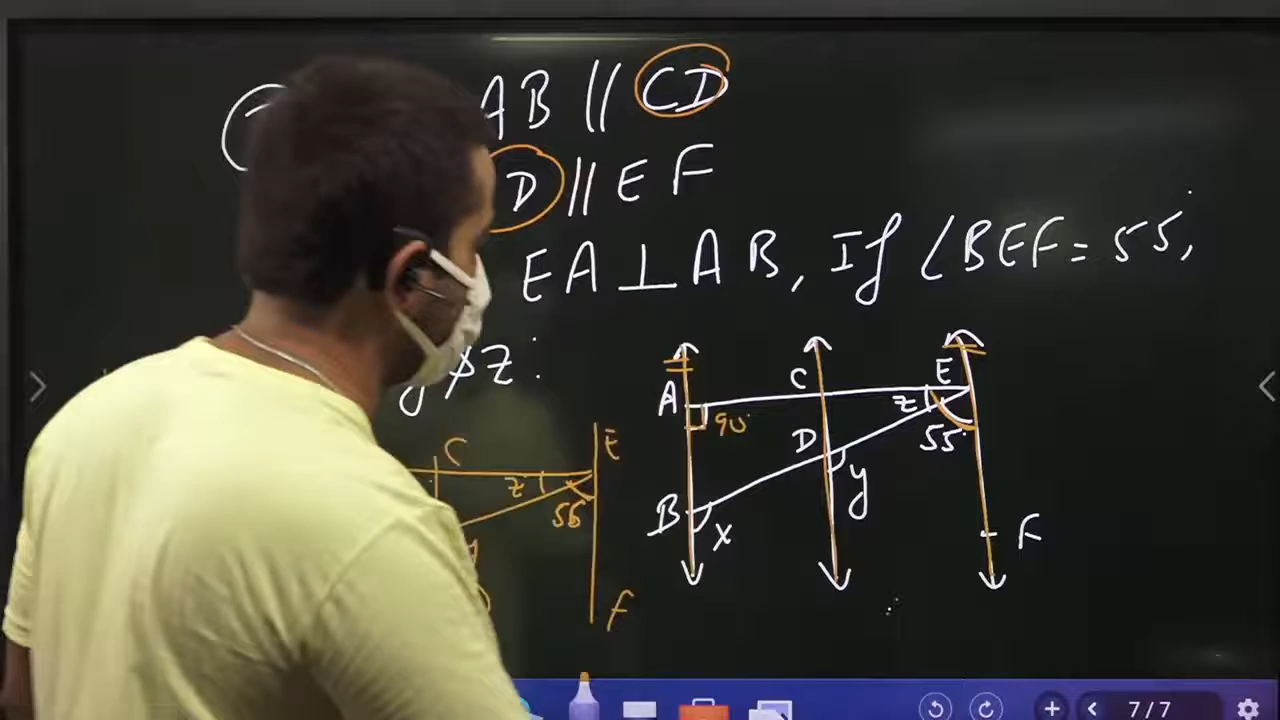 AB || CD
D || EF
EA ⊥ AB, If ∠BEF = 55°,
y z :
A C E
90° z
D 55°
B x y
F
C E
z 55
D F
7/7